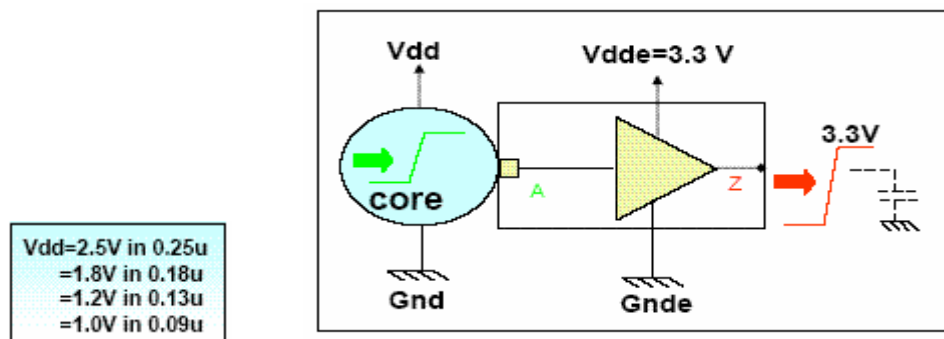 Vdd
Vdde=3.3 V
3.3V
A
Z
core
Gnd
Gnde
Vdd=2.5V in 0.25u
=1.8V in 0.18u
=1.2V in 0.13u
=1.0V in 0.09u